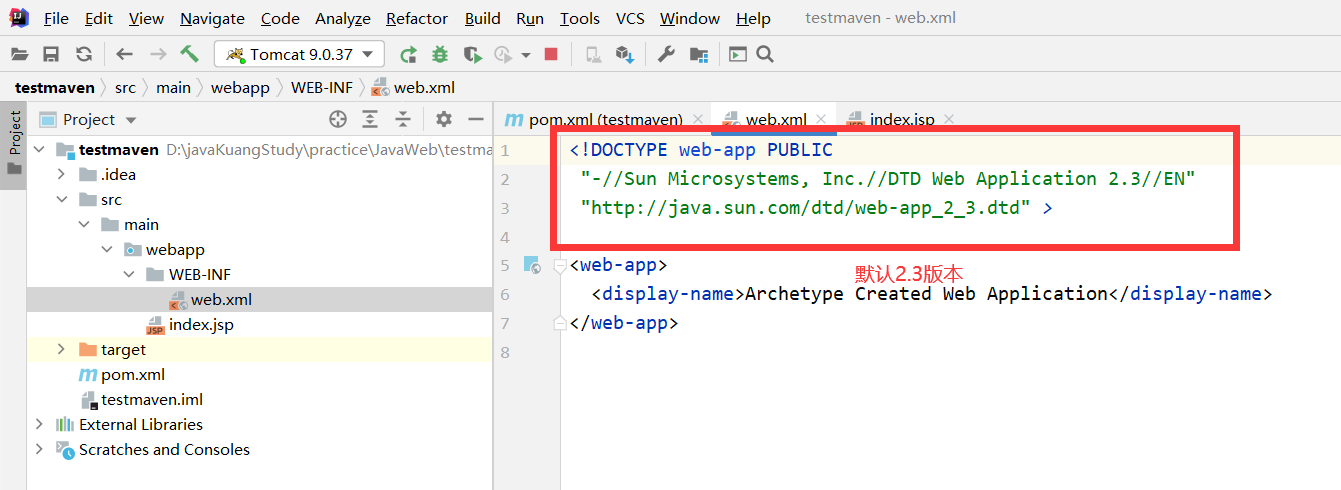 File Edit View Navigate Code Analyze Refactor Build Run Tools VCS Window Help testmaven - web.xml
Tomcat 9.0.37
testmaven src main webapp WEB-INF web.xml
Project
Project
pom.xml (testmaven) web.xml index.jsp
testmaven D:\javaKuangStudy\practice\JavaWeb\testma
.idea
src
main
webapp
WEB-INF
web.xml
JSP index.jsp
target
pom.xml
testmaven.iml
External Libraries
Scratches and Consoles
1 <!DOCTYPE web-app PUBLIC
2 "-//Sun Microsystems, Inc.//DTD Web Application 2.3//EN"
3 "http://java.sun.com/dtd/web-app_2_3.dtd" >
4
5 <web-app>
默认2.3版本
6 <display-name>Archetype Created Web Application</display-name>
7 </web-app>
8